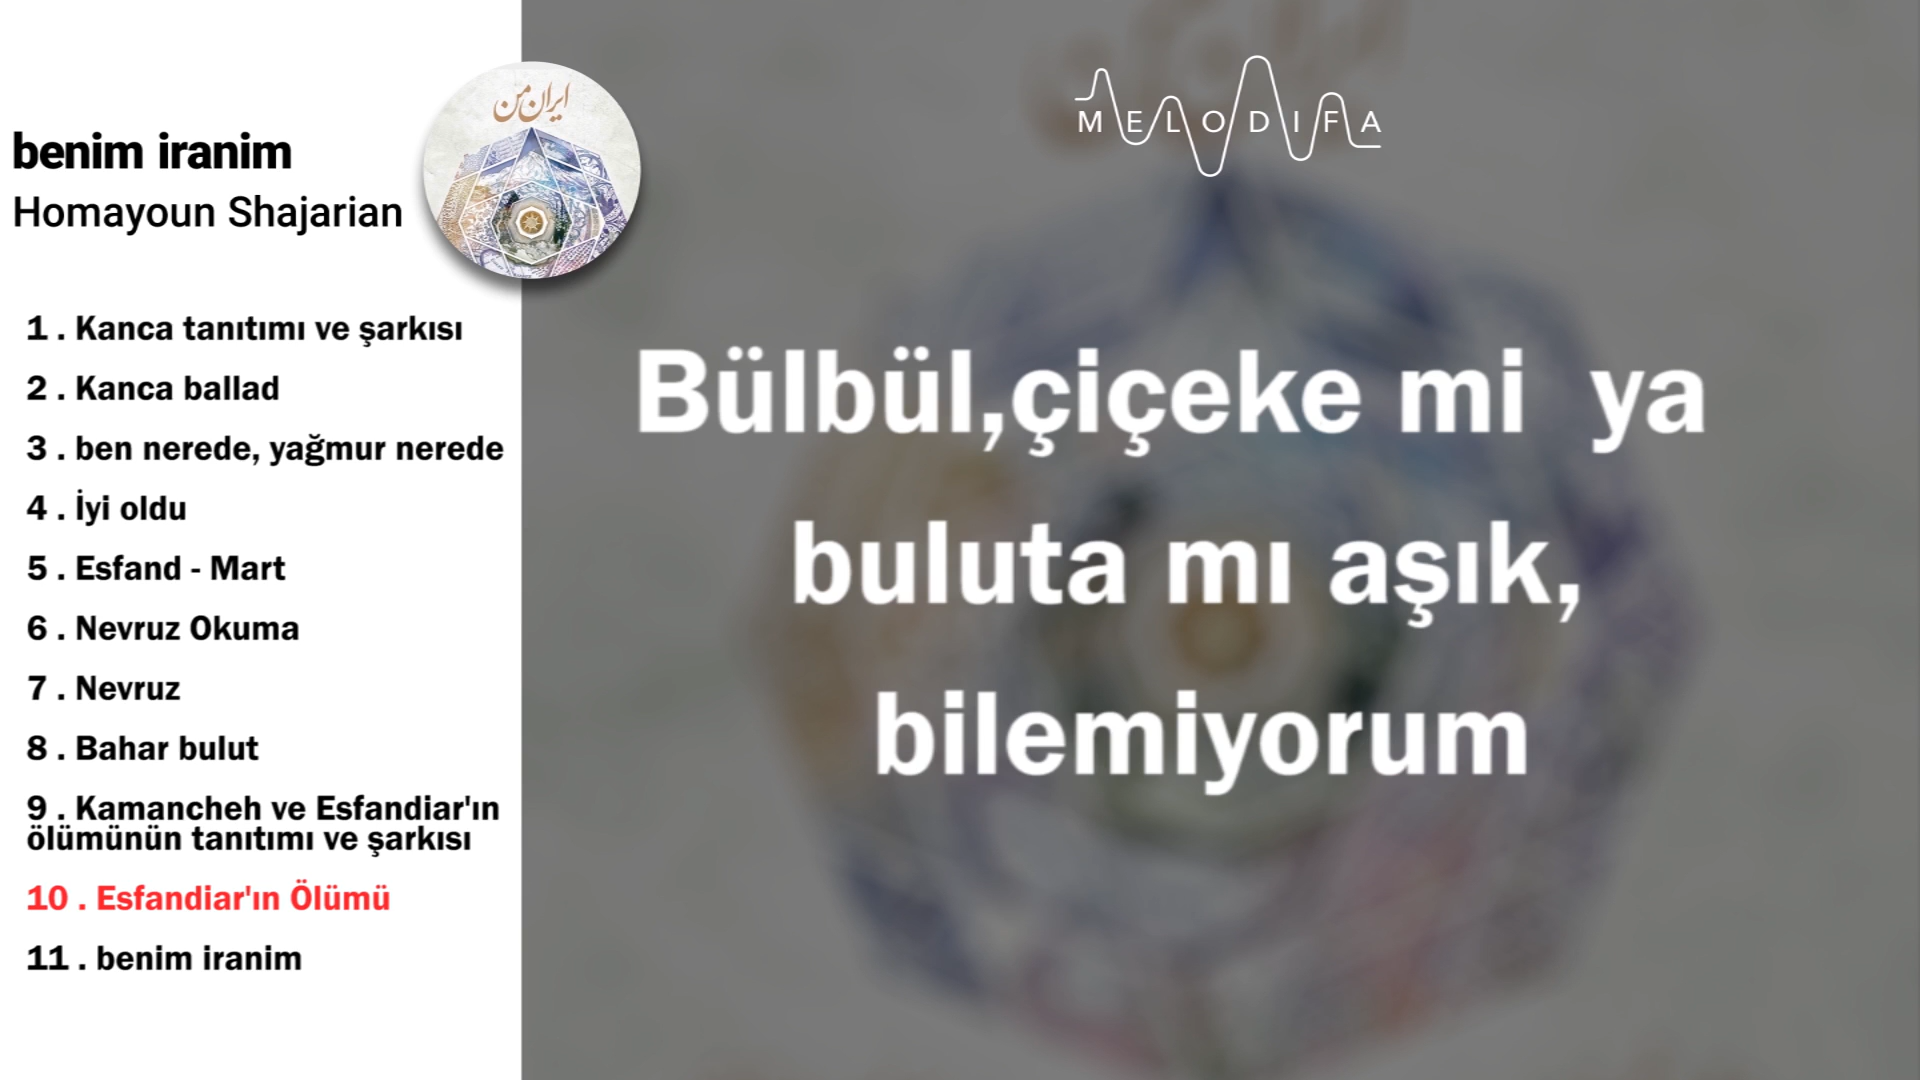 benim iranim
Homayoun Shajarian
ایران من
1 . Kanca tanıtımı ve şarkısı
2 . Kanca ballad
3 . ben nerede, yağmur nerede
4 . İyi oldu
5 . Esfand - Mart
6 . Nevruz Okuma
7 . Nevruz
8 . Bahar bulut
9 . Kamancheh ve Esfandiar'ın
ölümünün tanıtımı ve şarkısı
10 . Esfandiar'ın Ölümü
11 . benim iranim
MELODIFA
Bülbül,çiçeke mi  ya
buluta mı aşık,
bilemiyorum